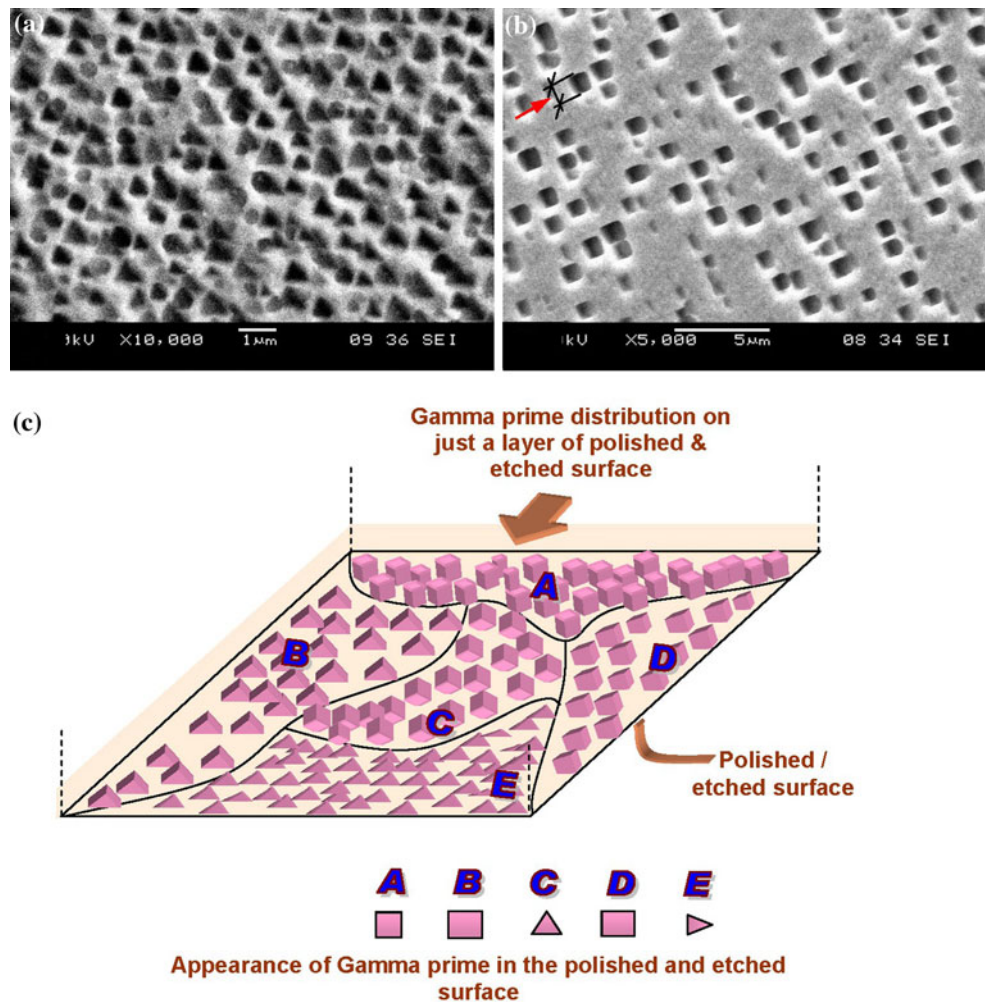 (a)
(b)
kV X10,000 1μm 09 36 SEI
kV X5,000 5μm 08 34 SEI
(c)
Gamma prime distribution on
just a layer of polished &
etched surface
A
B
D
C
E
Polished /
etched surface
A B C D E
Appearance of Gamma prime in the polished and etched
surface